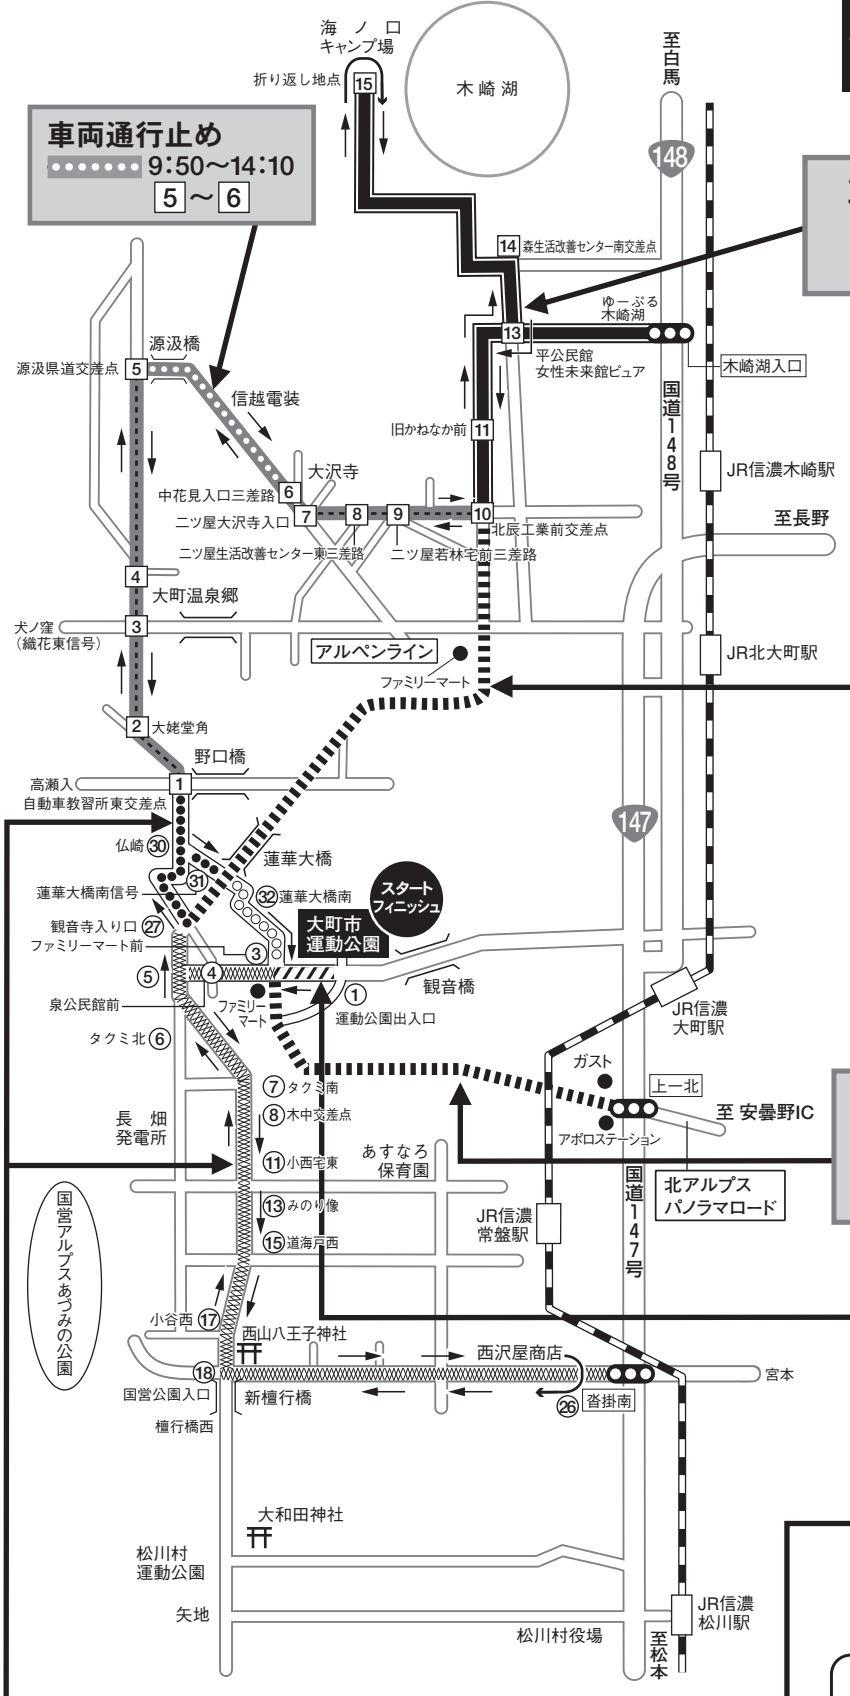 海ノ口
キャンプ場
折り返し地点
15
木崎湖
至白馬
148
車両通行止め
9:50〜14:10
5〜6
14
森生活改善センター南交差点
ゆーぷる
木崎湖
13
平公民館
女性未来館ピュア
木崎湖入口
源汲橋
源汲県道交差点
5
信越電装
国道148号
旧かねなか前
11
JR信濃木崎駅
大沢寺
中花見入口三差路
6
二ツ屋大沢寺入口
7
8
9
10
北辰工業前交差点
至長野
二ツ屋生活改善センター東三差路
二ツ屋若林宅前三差路
4
大町温泉郷
犬ノ窪
(織花東信号)
3
アルペンライン
ファミリーマート
JR北大町駅
2
大姥堂角
野口橋
高瀬入
1
自動車教習所東交差点
147
仏崎
30
蓮華大橋
31
蓮華大橋南信号
32
蓮華大橋南
スタート
フィニッシュ
観音寺入り口
27
大町市
運動公園
ファミリーマート前
3
5
4
観音橋
1
泉公民館前
ファミリー
マート
運動公園出入口
JR信濃
大町駅
タクミ北
6
ガスト
7
タクミ南
上一北
至 安曇野IC
長畑
発電所
8
木中交差点
アポロステーション
11
小西宅東
あすなろ
保育園
国道147号
北アルプス
パノラマロード
国営アルプスあづみの公園
13
みのり像
JR信濃
常盤駅
15
道海戸西
小谷西
17
西山八王子神社
西沢屋商店
18
宮本
国営公園入口
新檀行橋
26
沓掛南
檀行橋西
大和田神社
松川村
運動公園
矢地
JR信濃
松川駅
松川村役場
至松本